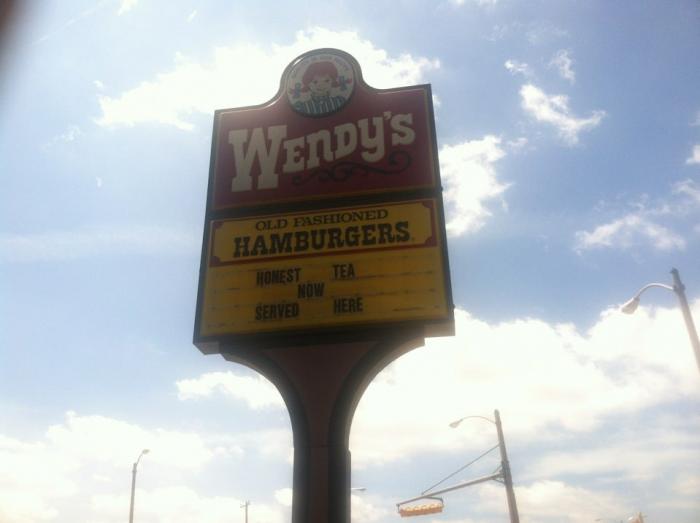 WENDY'S
OLD FASHIONED
HAMBURGERS
HONEST TEA
NOW
SERVED HERE